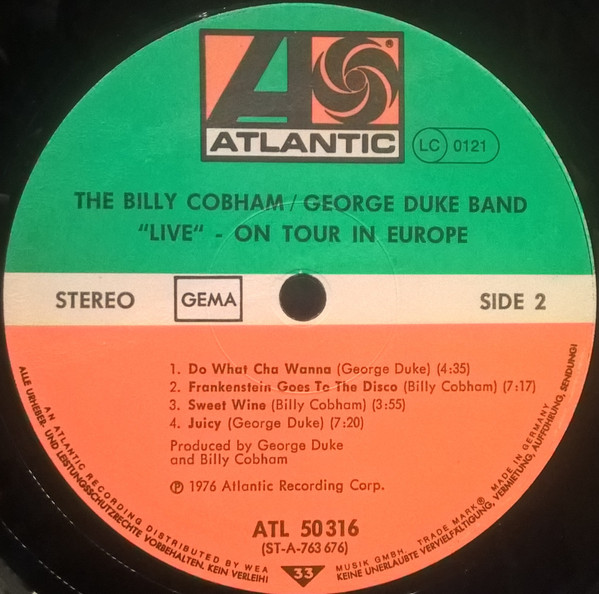 ®
ATLANTIC
LC 0121
THE BILLY COBHAM / GEORGE DUKE BAND
"LIVE" - ON TOUR IN EUROPE
STEREO GEMA SIDE 2
1. Do What Cha Wanna (George Duke) (4:35)
2. Frankenstein Goes To The Disco (Billy Cobham) (7:17)
3. Sweet Wine (Billy Cobham) (3:55)
4. Juicy (George Duke) (7:20)
Produced by George Duke
and Billy Cobham
℗ 1976 Atlantic Recording Corp.
ATL 50 316
(ST-A-763 676)
33
AN ATLANTIC RECORDING DISTRIBUTED BY WEA MUSIK GMBH. TRADE MARK® MADE IN GERMANY
ALLE URHEBER- UND LEISTUNGSSCHUTZRECHTE VORBEHALTEN. KEIN VERLEIH! KEINE UNERLAUBTE VERVIELFÄLTIGUNG, VERMIETUNG, AUFFÜHRUNG, SENDUNG!